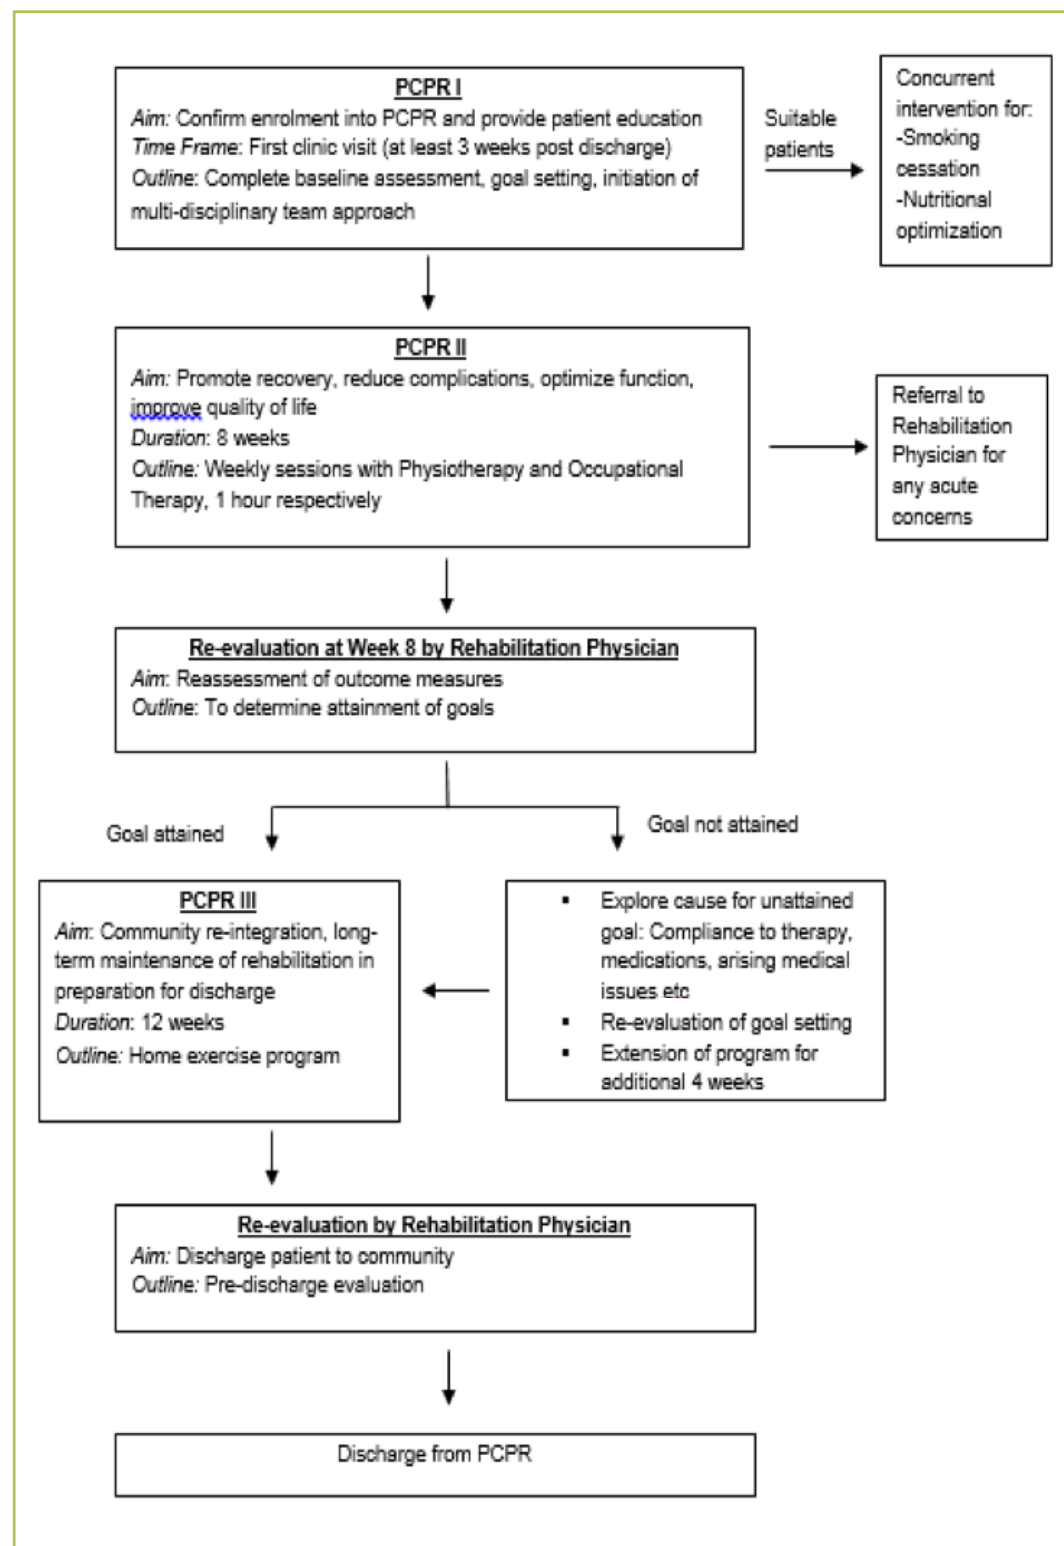 PCPR I
Aim: Confirm enrolment into PCPR and provide patient education
Time Frame: First clinic visit (at least 3 weeks post discharge)
Outline: Complete baseline assessment, goal setting, initiation of
multi-disciplinary team approach
Suitable
patients
Concurrent
intervention for:
-Smoking
cessation
-Nutritional
optimization
PCPR II
Aim: Promote recovery, reduce complications, optimize function,
improve quality of life
Duration: 8 weeks
Outline: Weekly sessions with Physiotherapy and Occupational
Therapy, 1 hour respectively
Referral to
Rehabilitation
Physician for
any acute
concerns
Re-evaluation at Week 8 by Rehabilitation Physician
Aim: Reassessment of outcome measures
Outline: To determine attainment of goals
Goal attained
Goal not attained
PCPR III
Aim: Community re-integration, long-
term maintenance of rehabilitation in
preparation for discharge
Duration: 12 weeks
Outline: Home exercise program
▪ Explore cause for unattained
goal: Compliance to therapy,
medications, arising medical
issues etc
▪ Re-evaluation of goal setting
▪ Extension of program for
additional 4 weeks
Re-evaluation by Rehabilitation Physician
Aim: Discharge patient to community
Outline: Pre-discharge evaluation
Discharge from PCPR